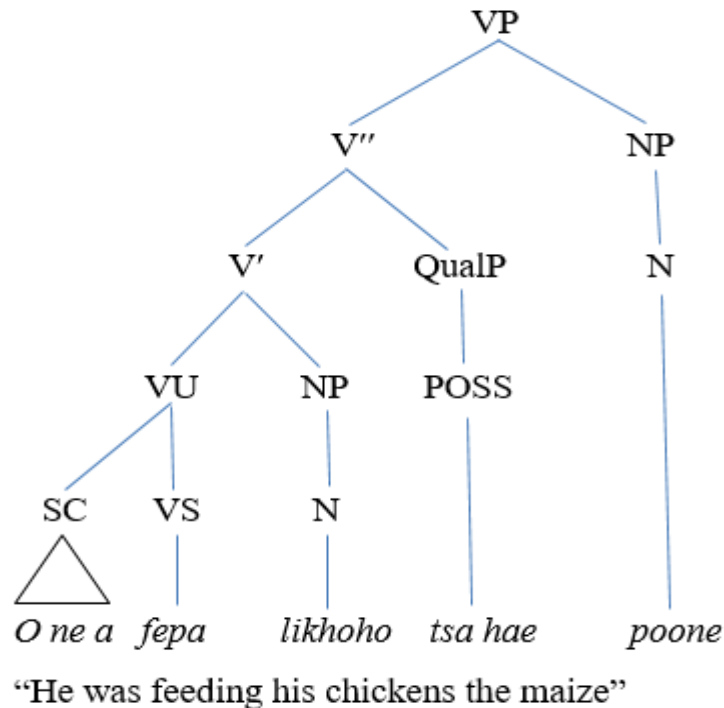 VP
V″ NP
V′ QualP N
VU NP POSS
SC VS N
O ne a fepa likhoho tsa hae poone
“He was feeding his chickens the maize”